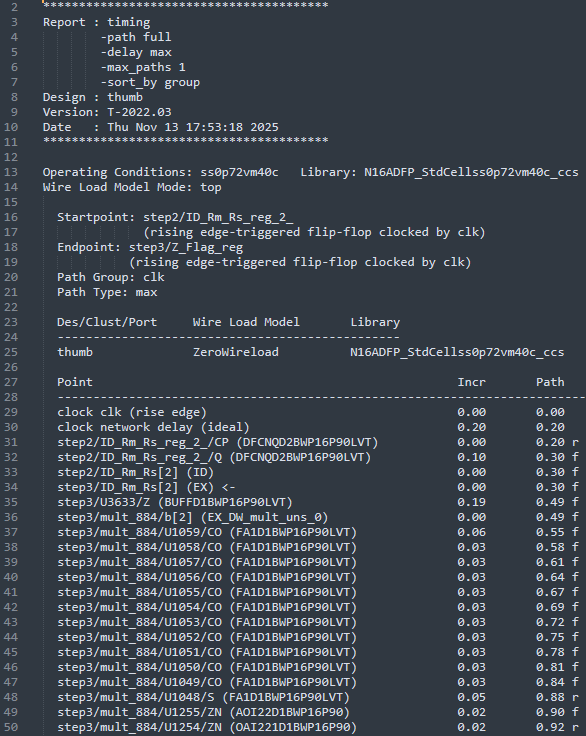 2 ****************************************
3 Report : timing
4         -path full
5         -delay max
6         -max_paths 1
7         -sort_by group
8 Design : thumb
9 Version: T-2022.03
10 Date   : Thu Nov 13 17:53:18 2025
11 ****************************************
12
13 Operating Conditions: ss0p72vm40c   Library: N16ADFP_StdCellss0p72vm40c_ccs
14 Wire Load Model Mode: top
15
16   Startpoint: step2/ID_Rm_Rs_reg_2_
17               (rising edge-triggered flip-flop clocked by clk)
18   Endpoint: step3/Z_Flag_reg
19             (rising edge-triggered flip-flop clocked by clk)
20   Path Group: clk
21   Path Type: max
22
23   Des/Clust/Port     Wire Load Model       Library
24   ------------------------------------------------
25   thumb              ZeroWireload          N16ADFP_StdCellss0p72vm40c_ccs
26
27   Point                                                   Incr       Path
28   --------------------------------------------------------------------------
29   clock clk (rise edge)                                   0.00       0.00
30   clock network delay (ideal)                             0.20       0.20
31   step2/ID_Rm_Rs_reg_2_/CP (DFCNQD2BWP16P90LVT)           0.00       0.20 r
32   step2/ID_Rm_Rs_reg_2_/Q (DFCNQD2BWP16P90LVT)            0.10       0.30 f
33   step2/ID_Rm_Rs[2] (ID)                                  0.00       0.30 f
34   step3/ID_Rm_Rs[2] (EX) <-                               0.00       0.30 f
35   step3/U3633/Z (BUFFD1BWP16P90LVT)                       0.19       0.49 f
36   step3/mult_884/b[2] (EX_DW_mult_uns_0)                  0.00       0.49 f
37   step3/mult_884/U1059/CO (FA1D1BWP16P90LVT)              0.06       0.55 f
38   step3/mult_884/U1058/CO (FA1D1BWP16P90LVT)              0.03       0.58 f
39   step3/mult_884/U1057/CO (FA1D1BWP16P90LVT)              0.03       0.61 f
40   step3/mult_884/U1056/CO (FA1D1BWP16P90LVT)              0.03       0.64 f
41   step3/mult_884/U1055/CO (FA1D1BWP16P90LVT)              0.03       0.67 f
42   step3/mult_884/U1054/CO (FA1D1BWP16P90LVT)              0.03       0.69 f
43   step3/mult_884/U1053/CO (FA1D1BWP16P90LVT)              0.03       0.72 f
44   step3/mult_884/U1052/CO (FA1D1BWP16P90LVT)              0.03       0.75 f
45   step3/mult_884/U1051/CO (FA1D1BWP16P90LVT)              0.03       0.78 f
46   step3/mult_884/U1050/CO (FA1D1BWP16P90LVT)              0.03       0.81 f
47   step3/mult_884/U1049/CO (FA1D1BWP16P90LVT)              0.03       0.84 f
48   step3/mult_884/U1048/S (FA1D1BWP16P90LVT)               0.05       0.88 r
49   step3/mult_884/U1255/ZN (AOI22D1BWP16P90)               0.02       0.90 f
50   step3/mult_884/U1254/ZN (OAI221D1BWP16P90)              0.02       0.92 r